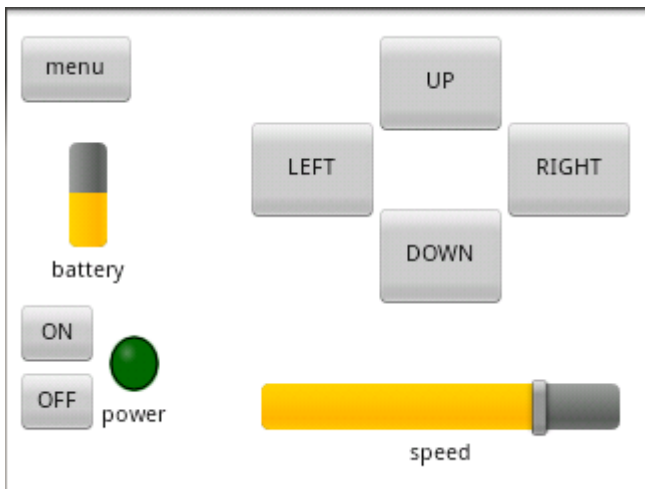 menu
UP
LEFT
RIGHT
DOWN
battery
ON
OFF
power
speed